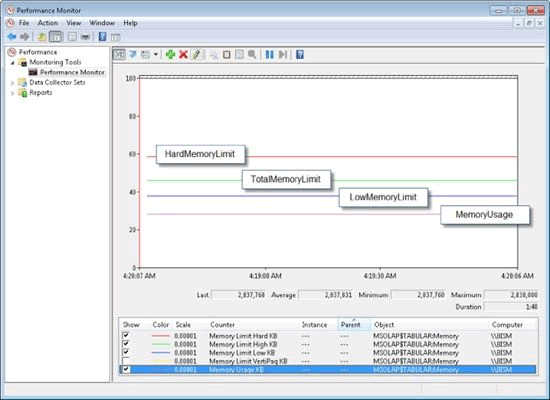 Performance Monitor
File Action View Window Help
Performance
Monitoring Tools
Performance Monitor
Data Collector Sets
Reports
100
80
60
40
20
0
HardMemoryLimit
TotalMemoryLimit
LowMemoryLimit
MemoryUsage
4:20:07 AM 4:19:00 AM 4:19:30 AM 4:20:06 AM
Last 2,837,760 Average 2,837,831 Minimum 2,837,760 Maximum 2,838,080
Duration 1:40
Show Color Scale Counter Instance Parent Object Computer
0.00001 Memory Limit Hard KB --- --- MSOLAP$TABULAR:Memory \\BISM
0.00001 Memory Limit High KB --- --- MSOLAP$TABULAR:Memory \\BISM
0.00001 Memory Limit Low KB --- --- MSOLAP$TABULAR:Memory \\BISM
0.00001 Memory Limit VertiPaq KB --- --- MSOLAP$TABULAR:Memory \\BISM
0.00001 Memory Usage KB --- --- MSOLAP$TABULAR:Memory \\BISM